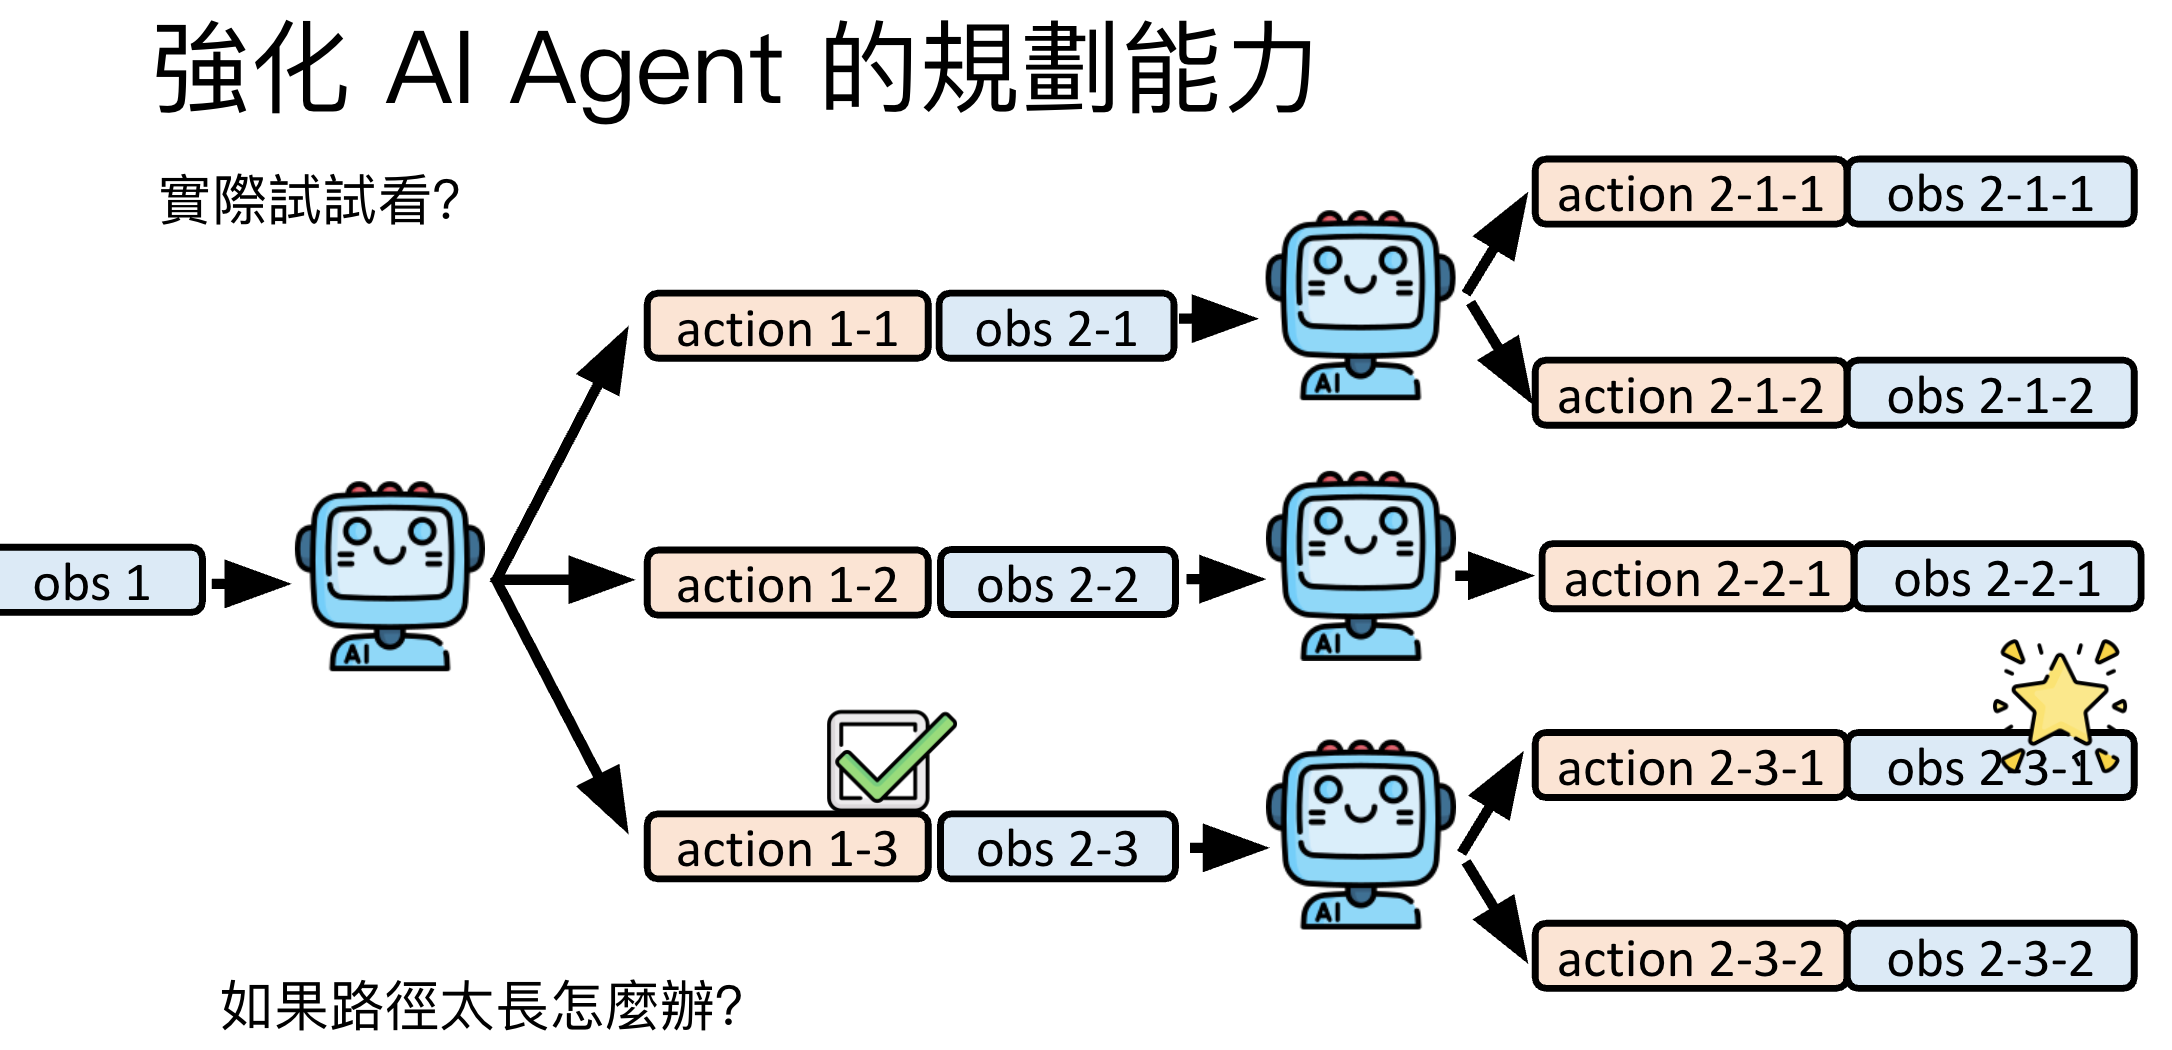 強化 AI Agent 的規劃能力
實際試試看?
action 2-1-1 obs 2-1-1
action 1-1 obs 2-1
action 2-1-2 obs 2-1-2
AI
obs 1
action 1-2 obs 2-2
action 2-2-1 obs 2-2-1
AI
AI
action 2-3-1 obs 2-3-1
action 1-3 obs 2-3
AI
action 2-3-2 obs 2-3-2
如果路徑太長怎麼辦?